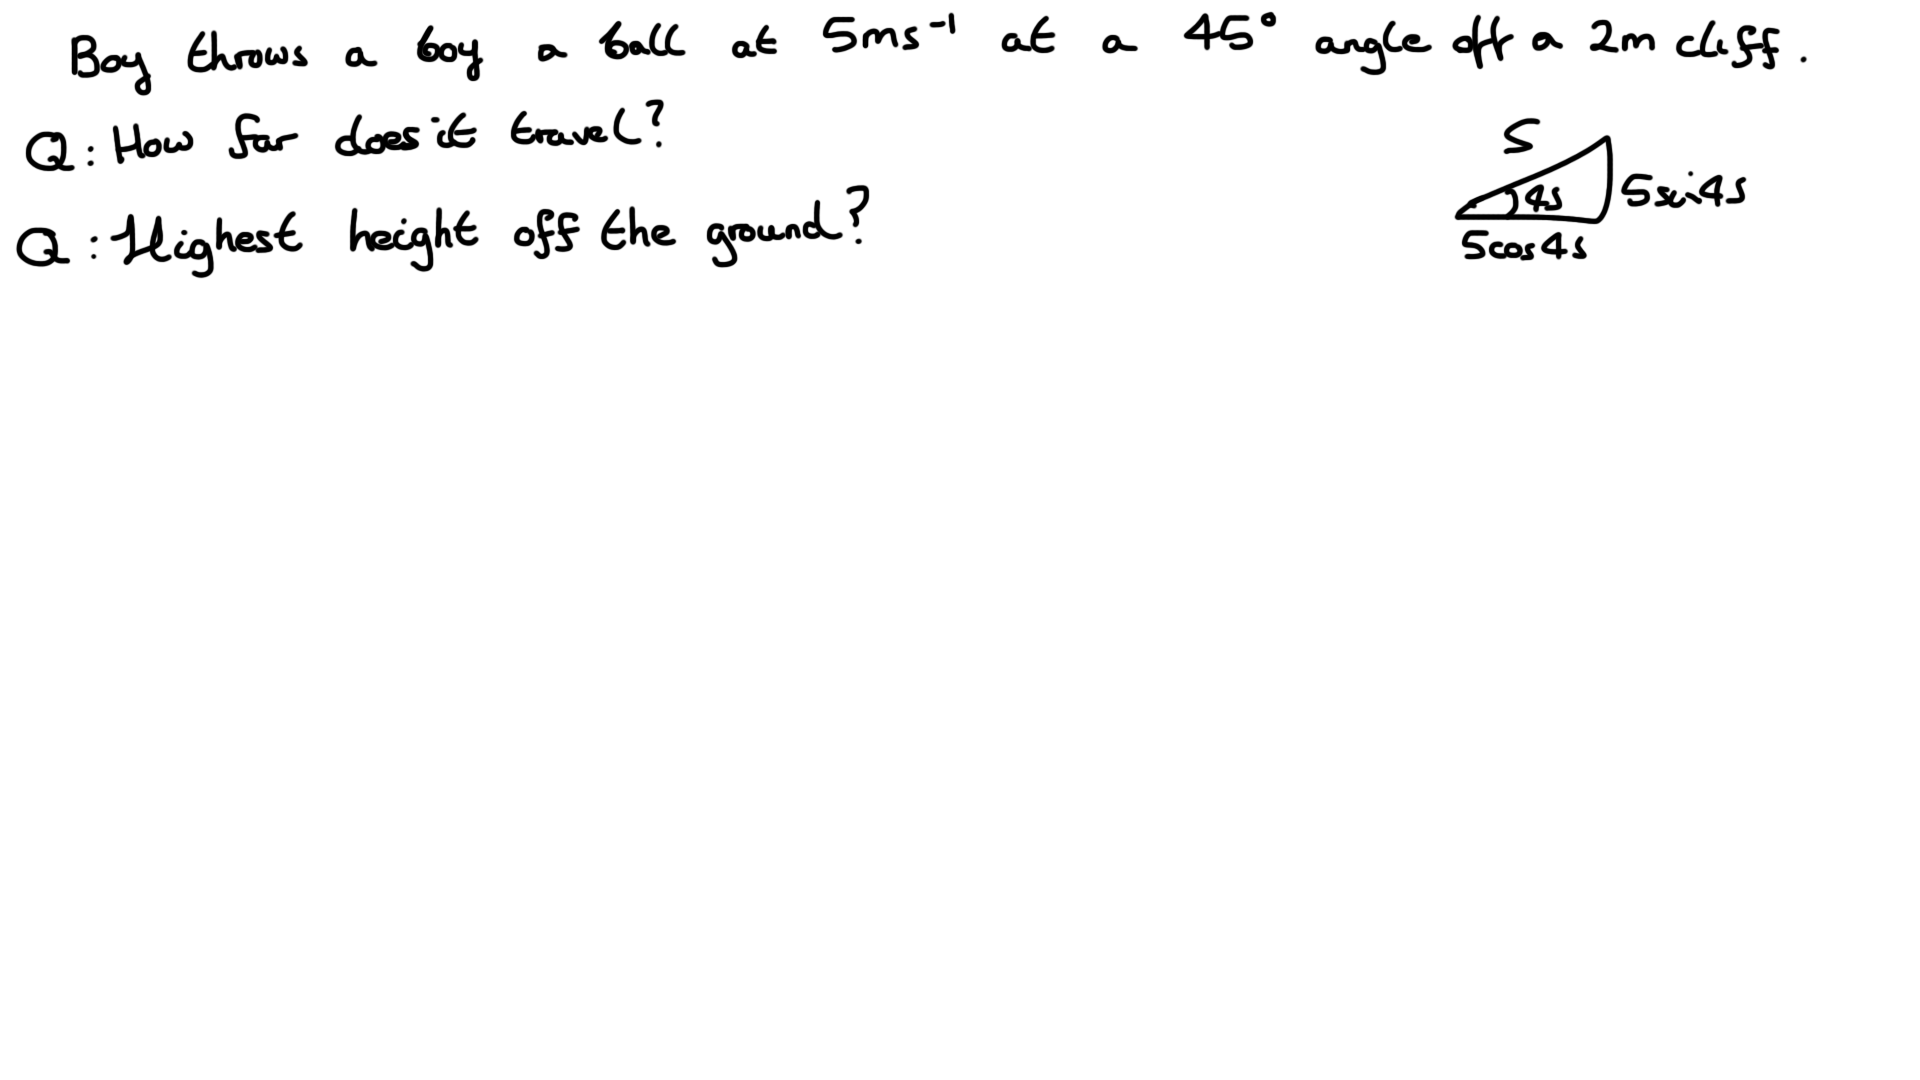 Boy throws a boy a ball at 5ms⁻¹ at a 45° angle off a 2m cliff.
Q: How far does it travel?
Q: Highest height off the ground?
5
45
5sin45
5cos45